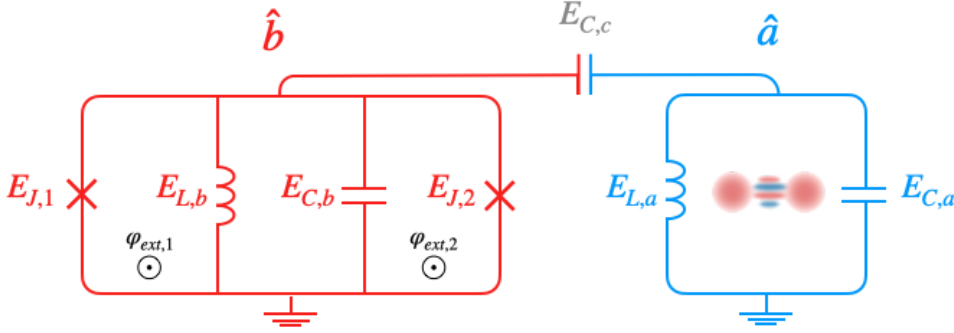 E_{C,c}
b̂
â
E_{J,1}
E_{L,b}
E_{C,b}
E_{J,2}
E_{L,a}
E_{C,a}
φ_{ext,1}
φ_{ext,2}